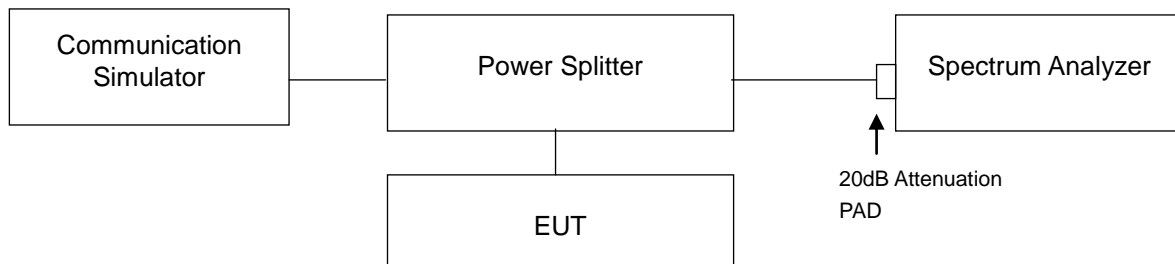 Communication
Simulator
Power Splitter
Spectrum Analyzer
20dB Attenuation
PAD
EUT